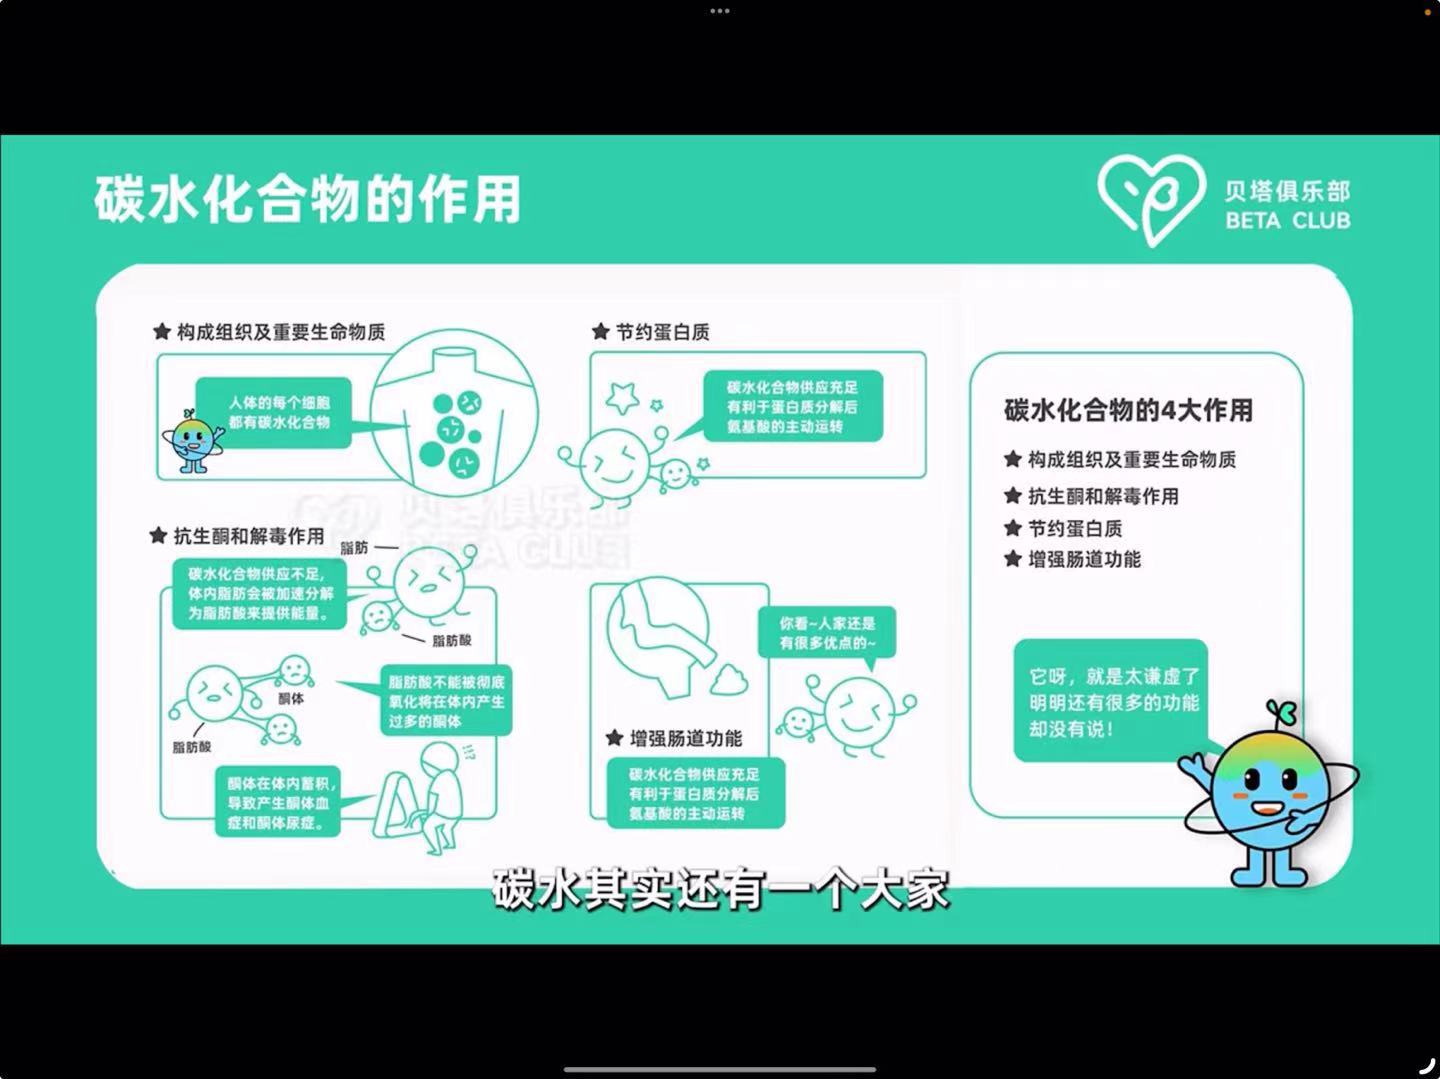 碳水化合物的作用
贝塔俱乐部
BETA CLUB
★ 构成组织及重要生命物质
人体的每个细胞
都有碳水化合物
★ 节约蛋白质
碳水化合物供应充足
有利于蛋白质分解后
氨基酸的主动运转
★ 抗生酮和解毒作用
脂肪
碳水化合物供应不足,
体内脂肪会被加速分解
为脂肪酸来提供能量。
脂肪酸
酮体
脂肪酸
脂肪酸不能被彻底
氧化将在体内产生
过多的酮体
酮体在体内蓄积,
导致产生酮体血
症和酮体尿症。
!!?
你看~人家还是
有很多优点的~
★ 增强肠道功能
碳水化合物供应充足
有利于蛋白质分解后
氨基酸的主动运转
碳水化合物的4大作用
★ 构成组织及重要生命物质
★ 抗生酮和解毒作用
★ 节约蛋白质
★ 增强肠道功能
它呀，就是太谦虚了
明明还有很多的功能
却没有说！
贝塔俱乐部
BETA CLUB
碳水其实还有一个大家